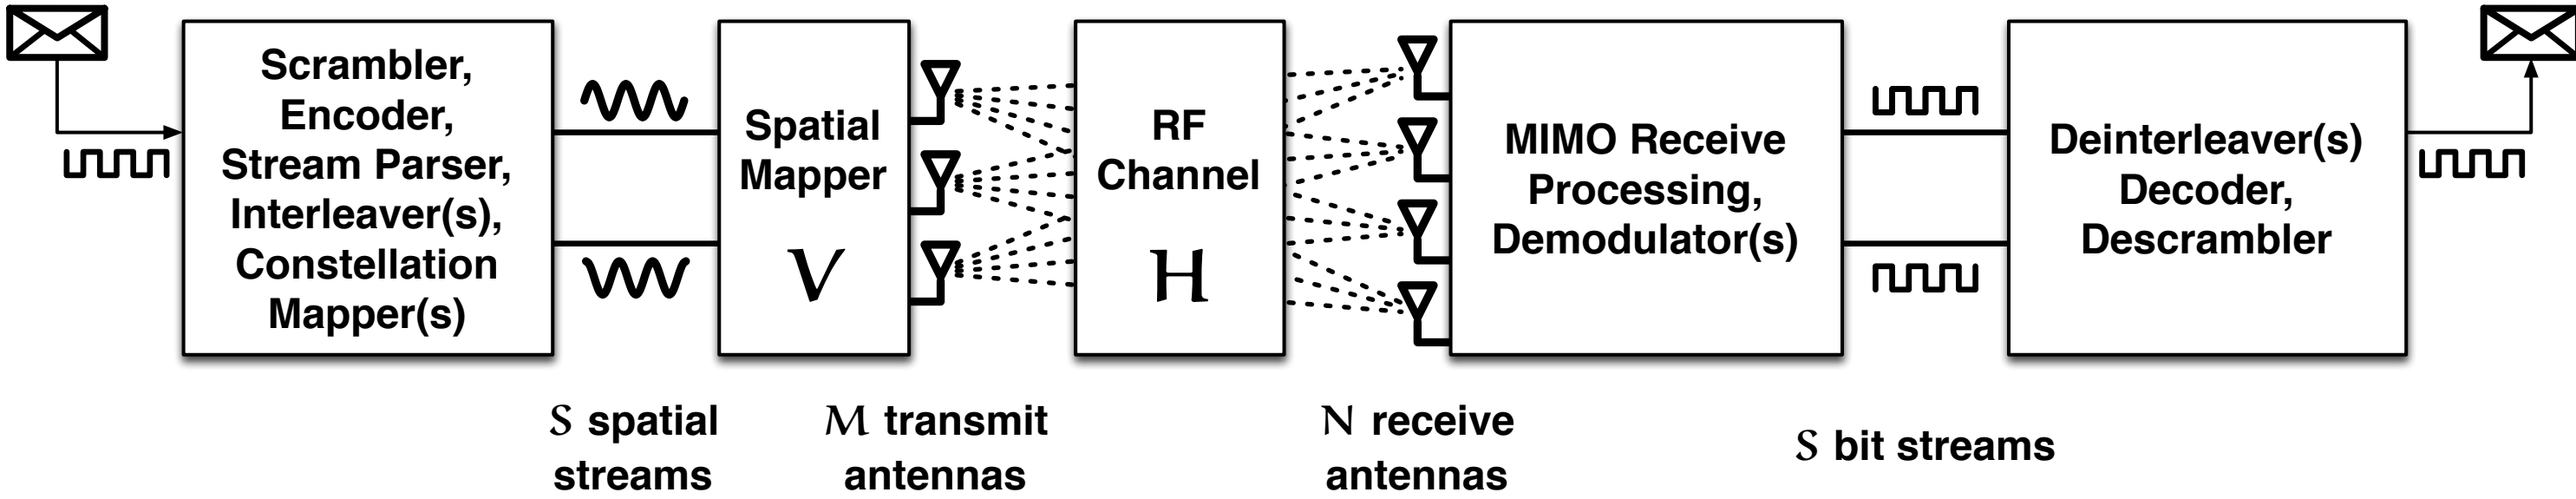 Scrambler,
Encoder,
Stream Parser,
Interleaver(s),
Constellation
Mapper(s)
Spatial
Mapper
V
RF
Channel
H
MIMO Receive
Processing,
Demodulator(s)
Deinterleaver(s)
Decoder,
Descrambler
S spatial
streams
M transmit
antennas
N receive
antennas
S bit streams